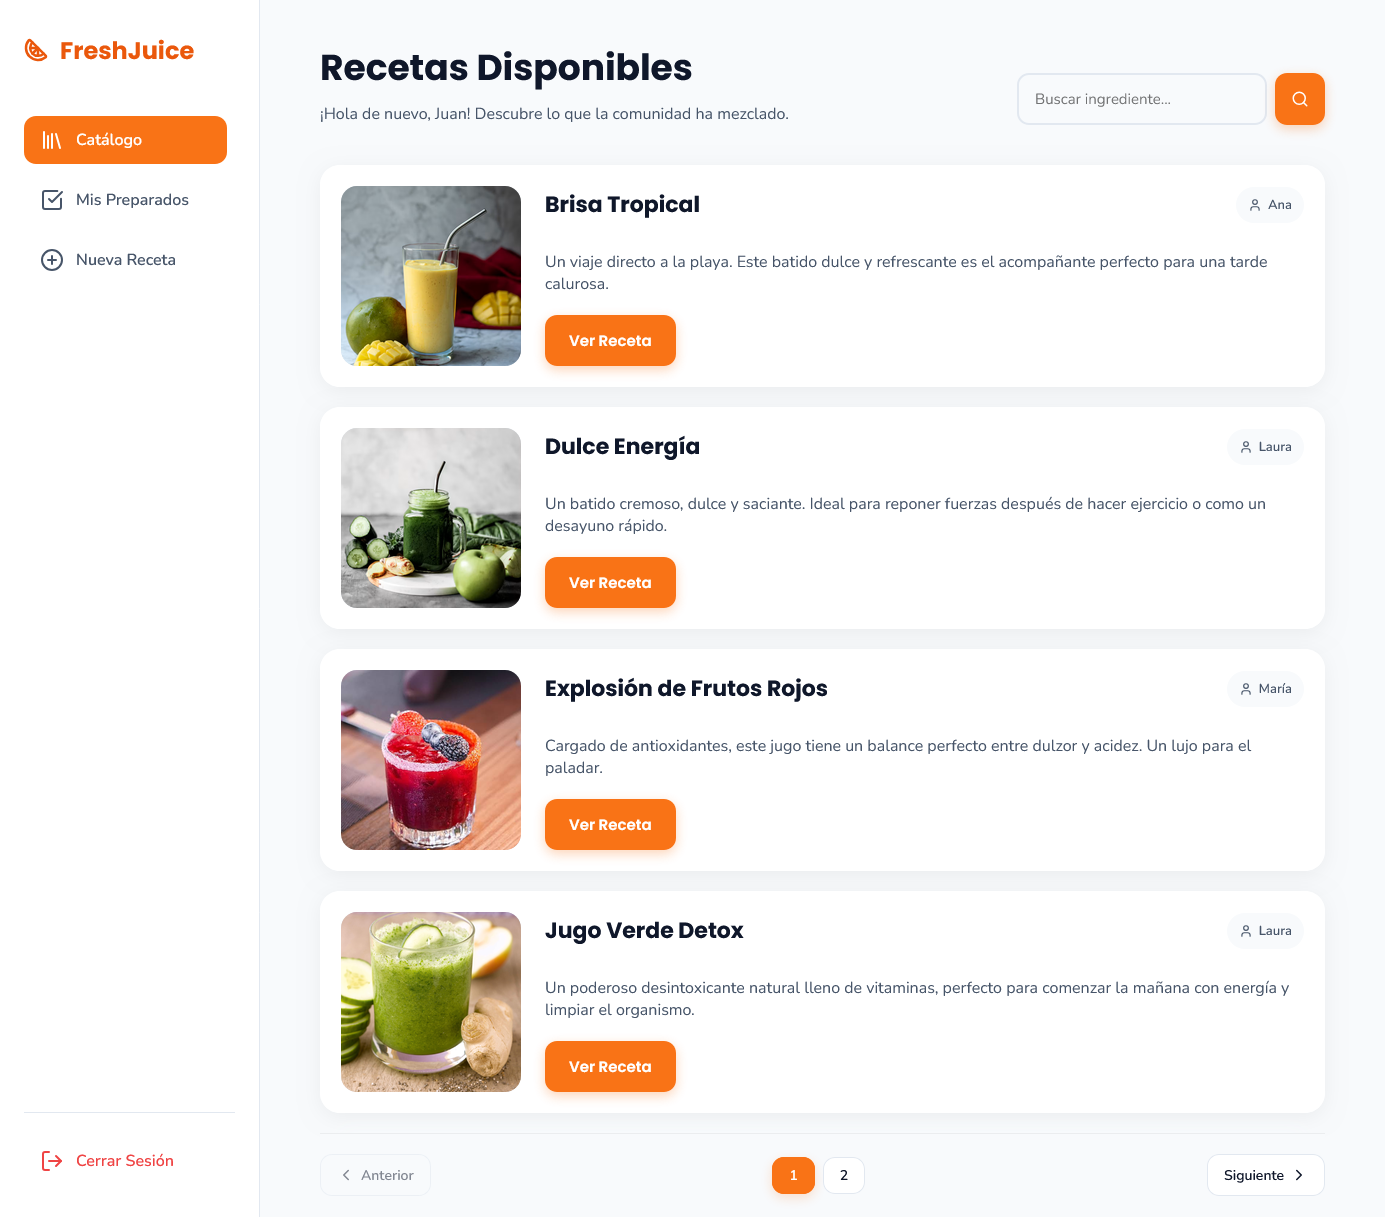 FreshJuice
Catálogo
Mis Preparados
Nueva Receta
Cerrar Sesión
Recetas Disponibles
¡Hola de nuevo, Juan! Descubre lo que la comunidad ha mezclado.
Buscar ingrediente...
Brisa Tropical
Ana
Un viaje directo a la playa. Este batido dulce y refrescante es el acompañante perfecto para una tarde
calurosa.
Ver Receta
Dulce Energía
Laura
Un batido cremoso, dulce y saciante. Ideal para reponer fuerzas después de hacer ejercicio o como un
desayuno rápido.
Ver Receta
Explosión de Frutos Rojos
María
Cargado de antioxidantes, este jugo tiene un balance perfecto entre dulzor y acidez. Un lujo para el
paladar.
Ver Receta
Jugo Verde Detox
Laura
Un poderoso desintoxicante natural lleno de vitaminas, perfecto para comenzar la mañana con energía y
limpiar el organismo.
Ver Receta
Anterior
1
2
Siguiente